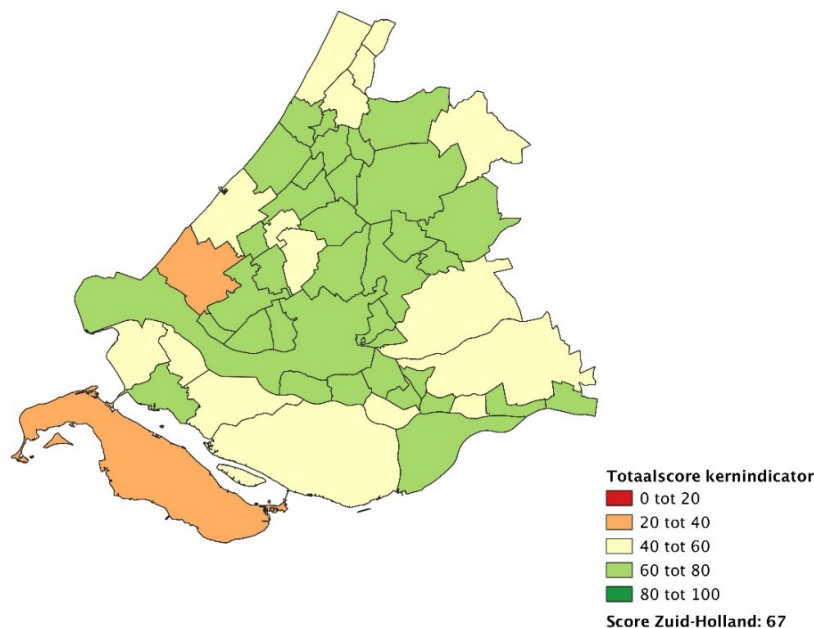 Totaalscore kernindicator
0 tot 20
20 tot 40
40 tot 60
60 tot 80
80 tot 100
Score Zuid-Holland: 67